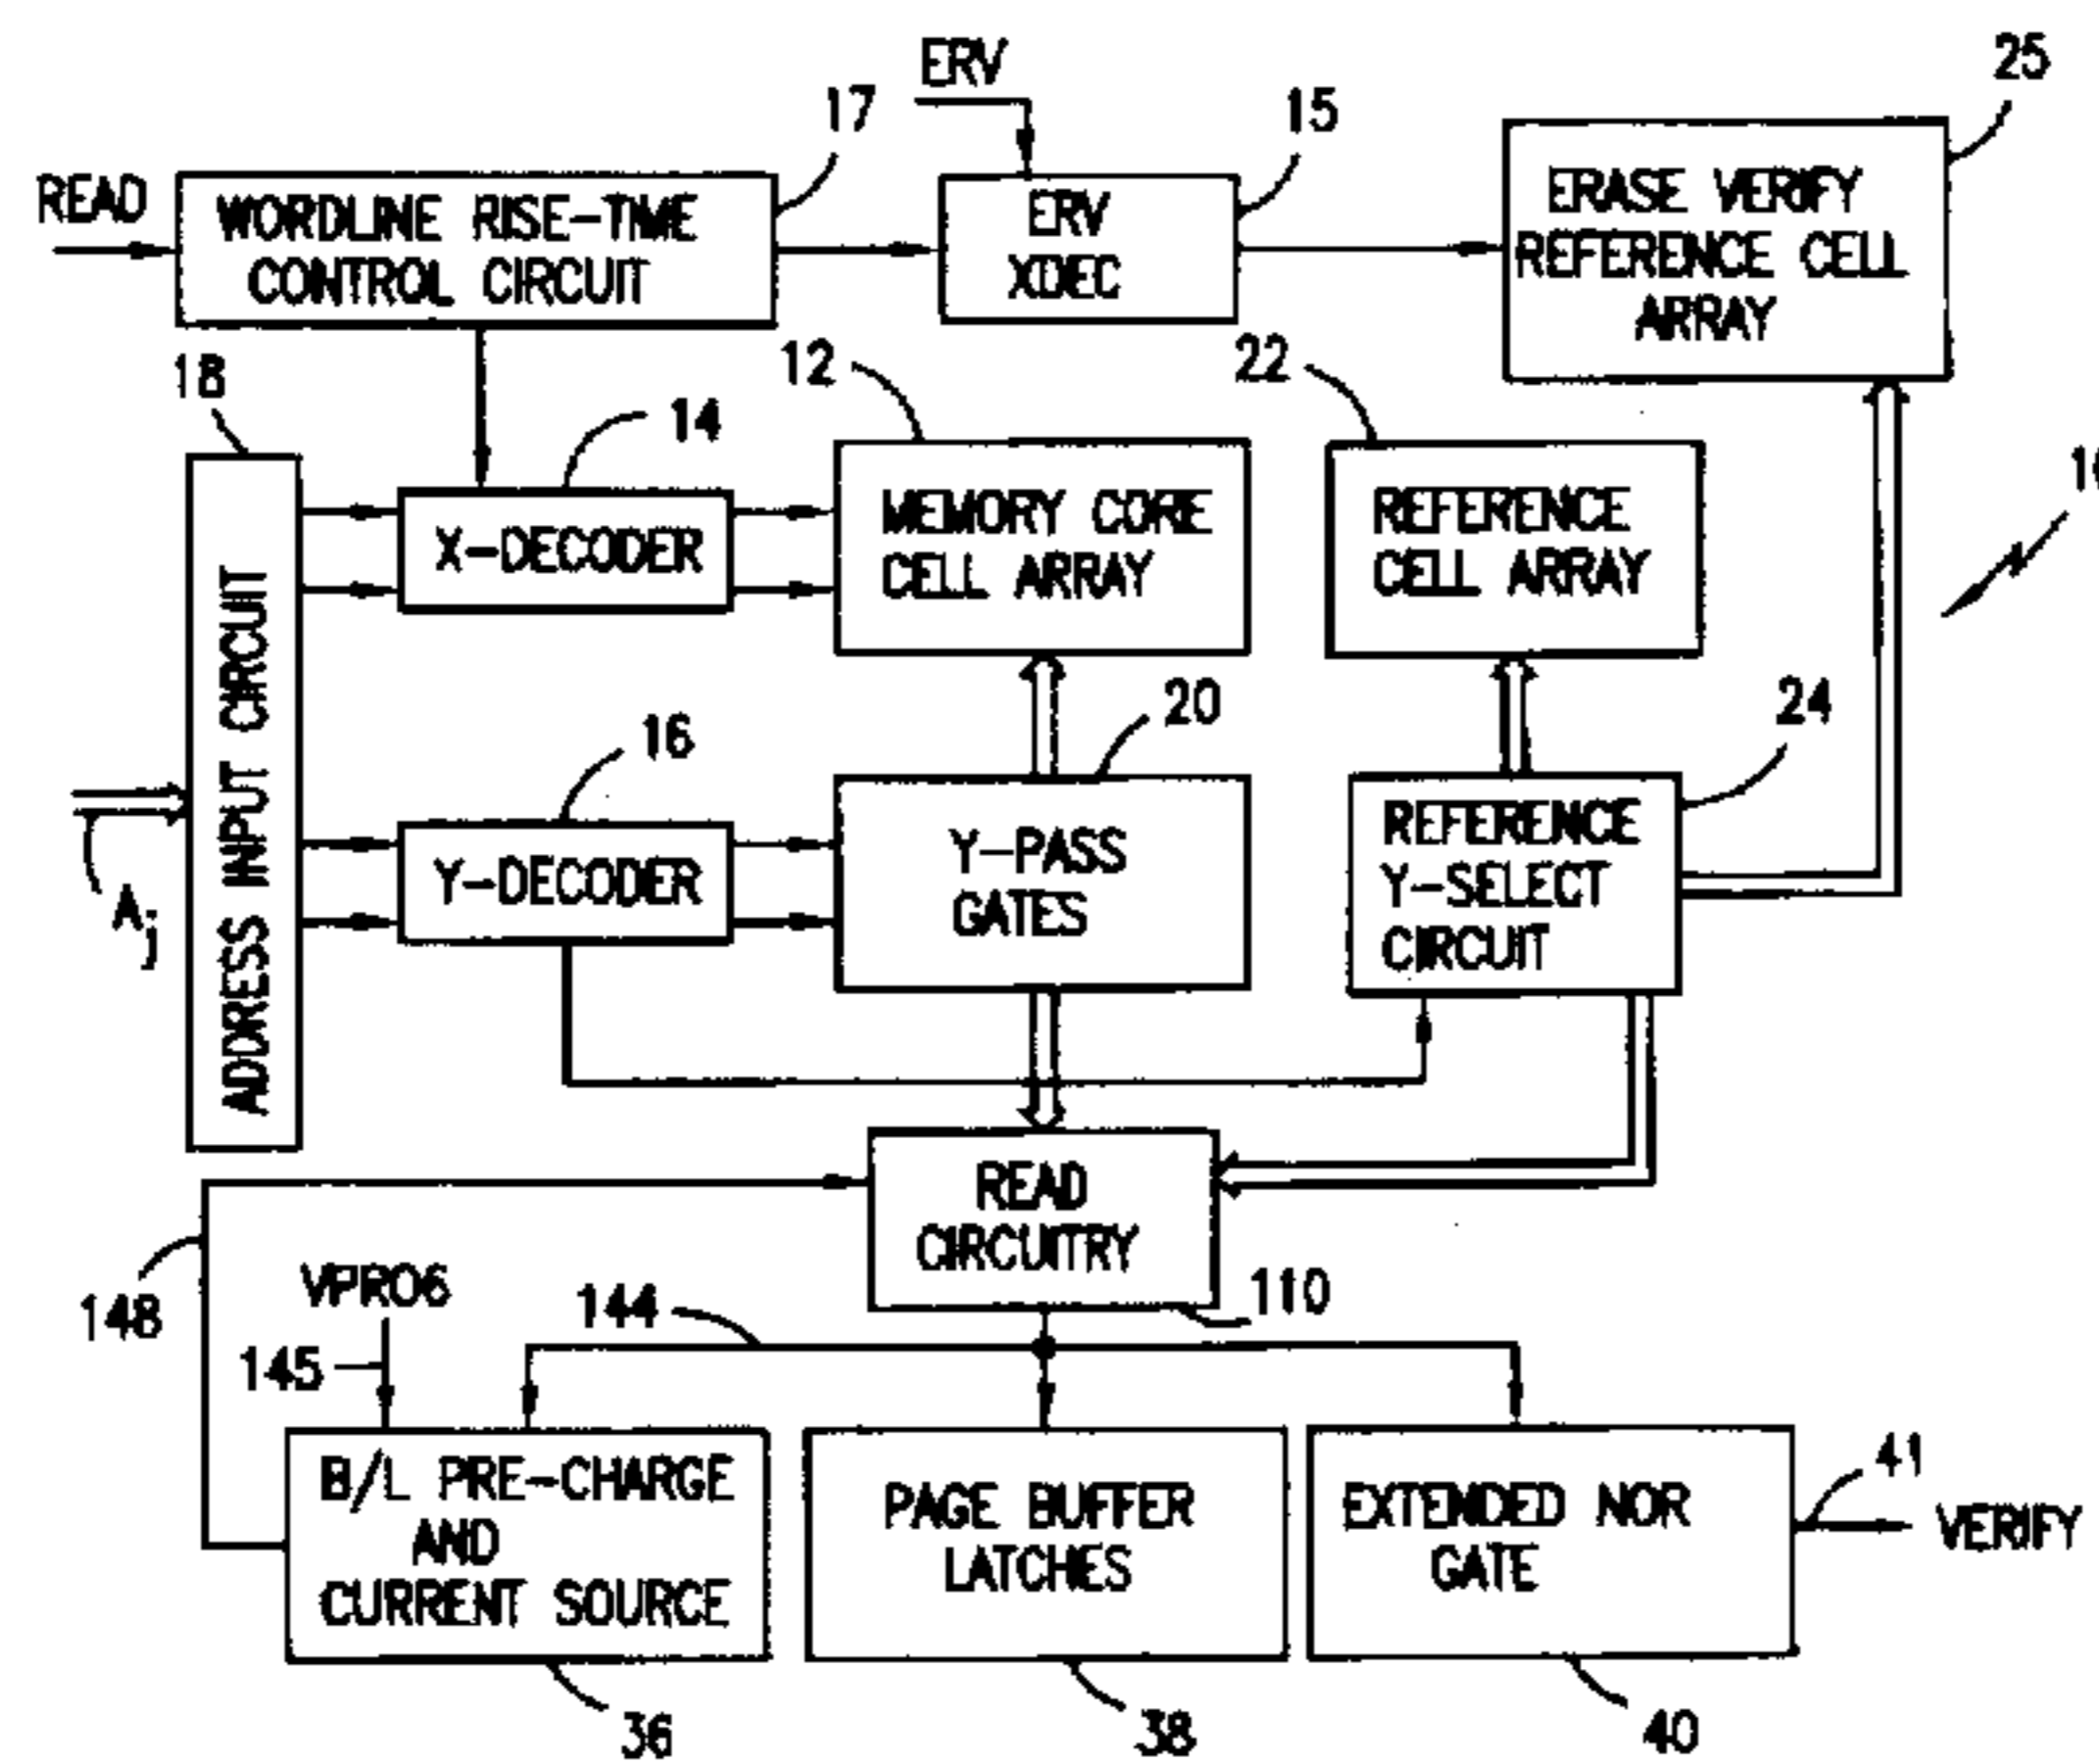 ERV
25
17
15
READ
WORDLINE RISE-TIME
CONTROL CIRCUIT
ERV
XDEC
ERASE VERIFY
REFERENCE CELL
ARRAY
18
14
12
22
X-DECODER
MEMORY CORE
CELL ARRAY
REFERENCE
CELL ARRAY
ADDRESS INPUT CIRCUIT
16
20
24
Aj
Y-DECODER
Y-PASS
GATES
REFERENCE
Y-SELECT
CIRCUIT
READ
CIRCUITRY
110
148
VPRO6
145
144
B/L PRE-CHARGE
AND
CURRENT SOURCE
PAGE BUFFER
LATCHES
EXTENDED NOR
GATE
41
VERIFY
36
38
40